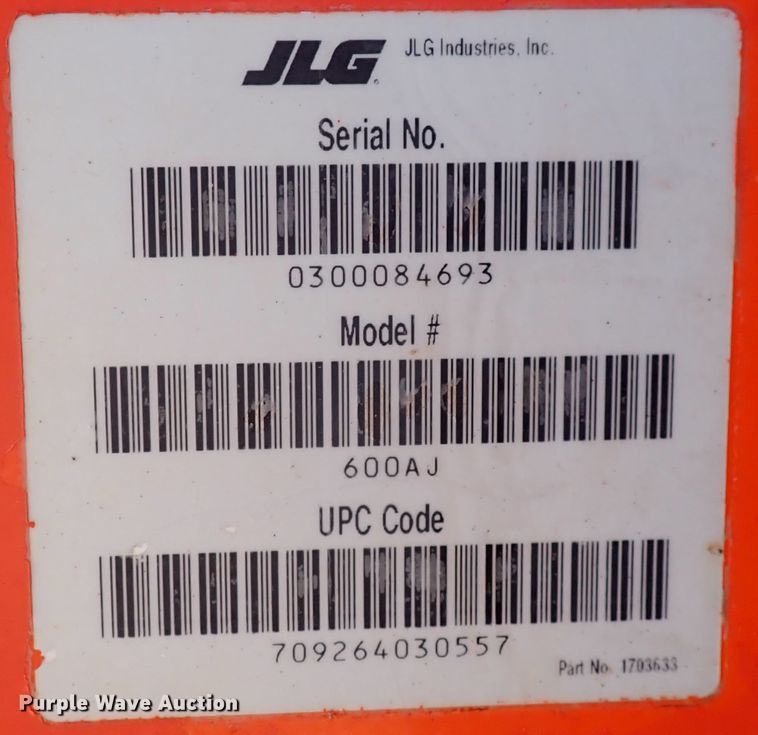 JLG JLG Industries, Inc.
Serial No.
0300084693
Model #
600AJ
UPC Code
709264030557
Part No. 1703633
Purple Wave Auction